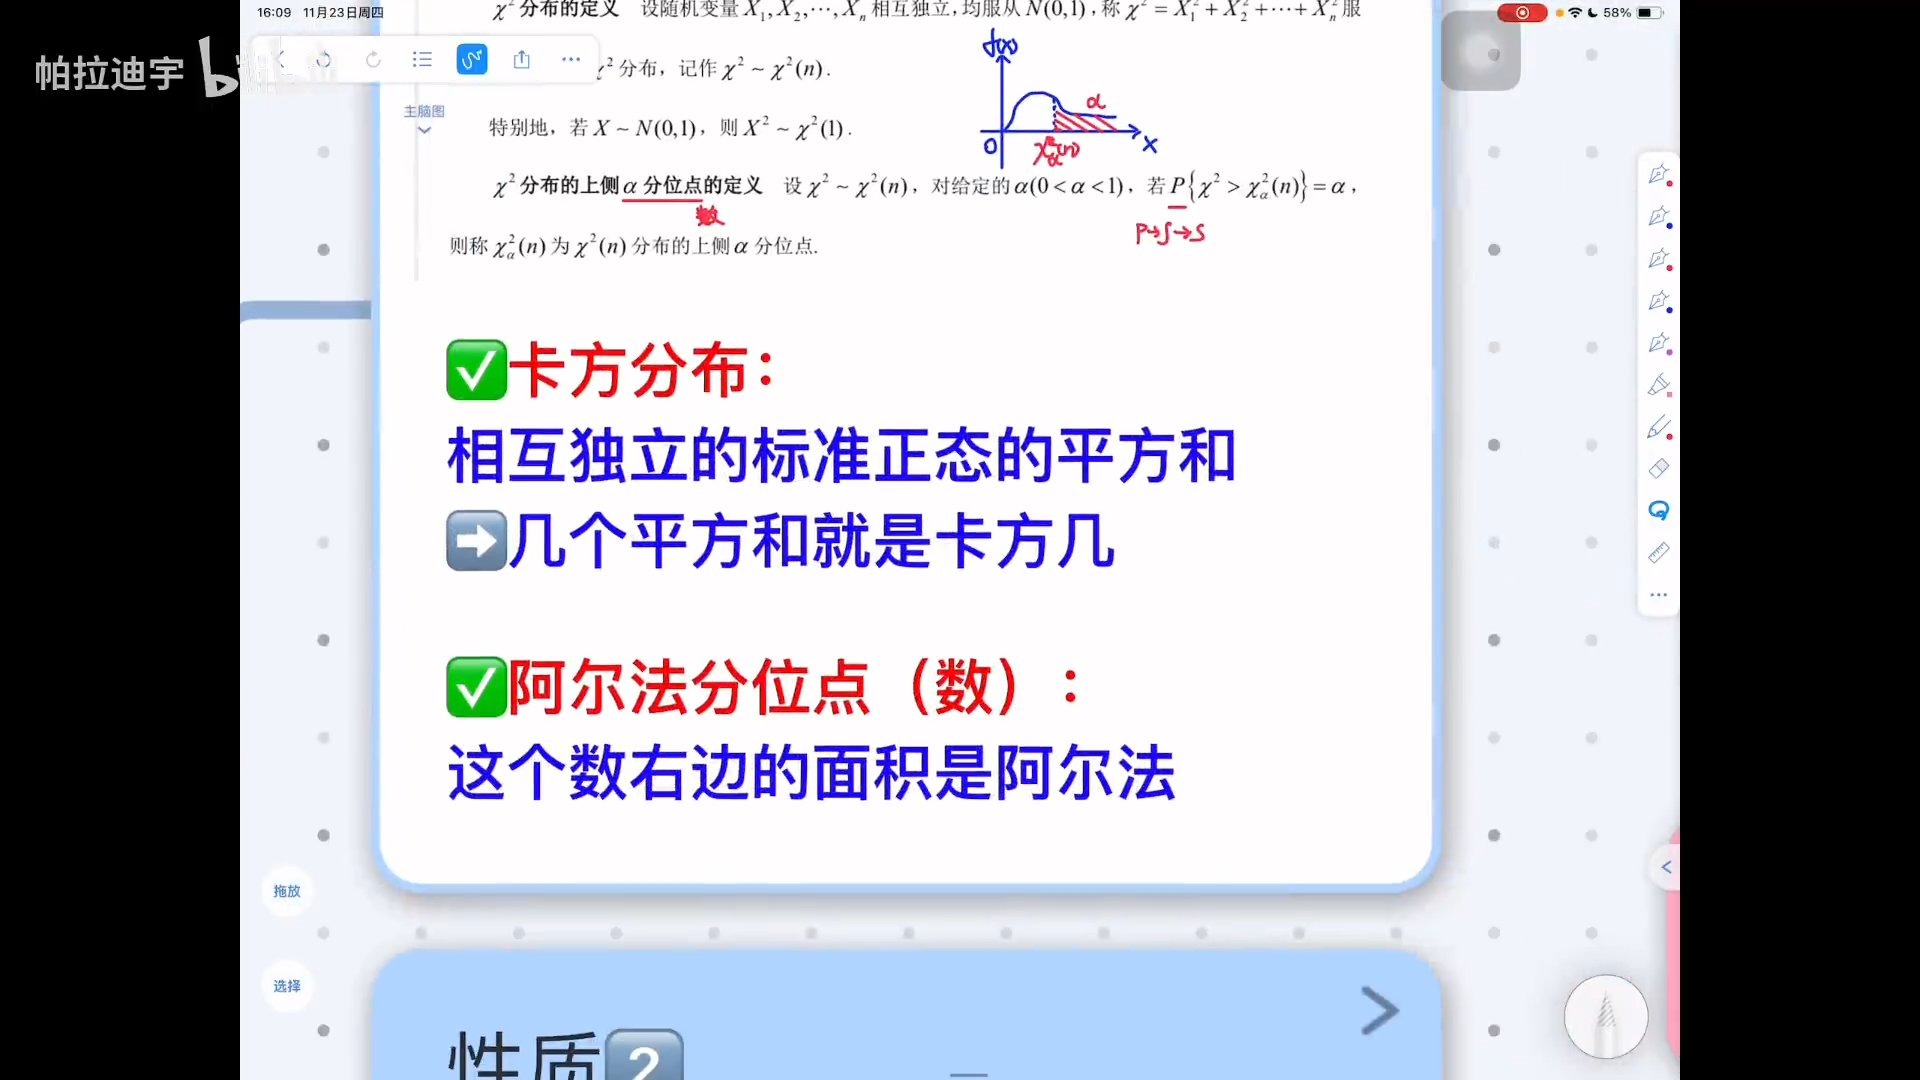 16:09 11月23日周四
58%
帕拉迪宇
χ² 分布的定义 设随机变量 X₁, X₂, ⋯, Xₙ 相互独立, 均服从 N(0,1), 称 χ² = X₁² + X₂² + ⋯ + Xₙ² 服
χ² 分布，记作 χ² ~ χ²(n).
主脑图
特别地，若 X ~ N(0,1)，则 X² ~ χ²(1).
f(x)
α
O
χ²α(n)
X
χ² 分布的上侧 α 分位点的定义 设 χ² ~ χ²(n)，对给定的 α(0 < α < 1)，若 P{χ² > χ²α(n)} = α，
数
P→∫→S
则称 χ²α(n) 为 χ²(n) 分布的上侧 α 分位点.
✅卡方分布：
相互独立的标准正态的平方和
➡️几个平方和就是卡方几
✅阿尔法分位点（数）：
这个数右边的面积是阿尔法
拖放
选择
性质2️⃣